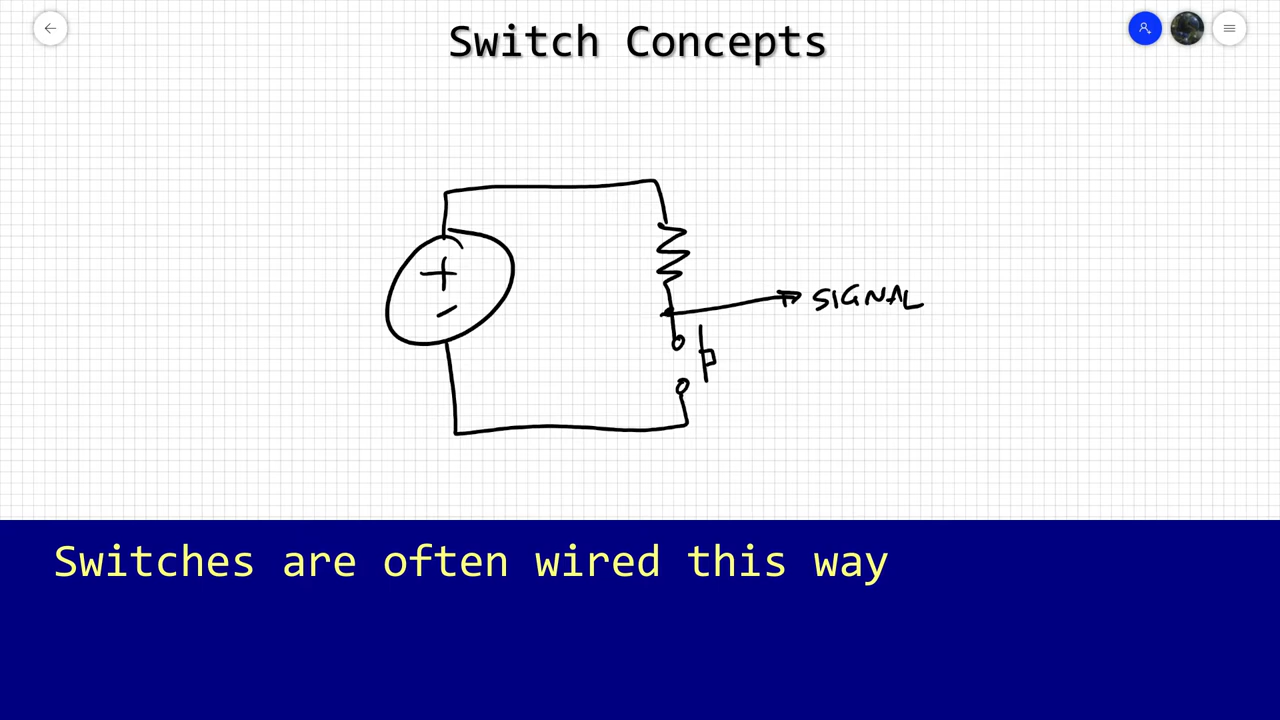 Switch Concepts
+
-
SIGNAL
Switches are often wired this way